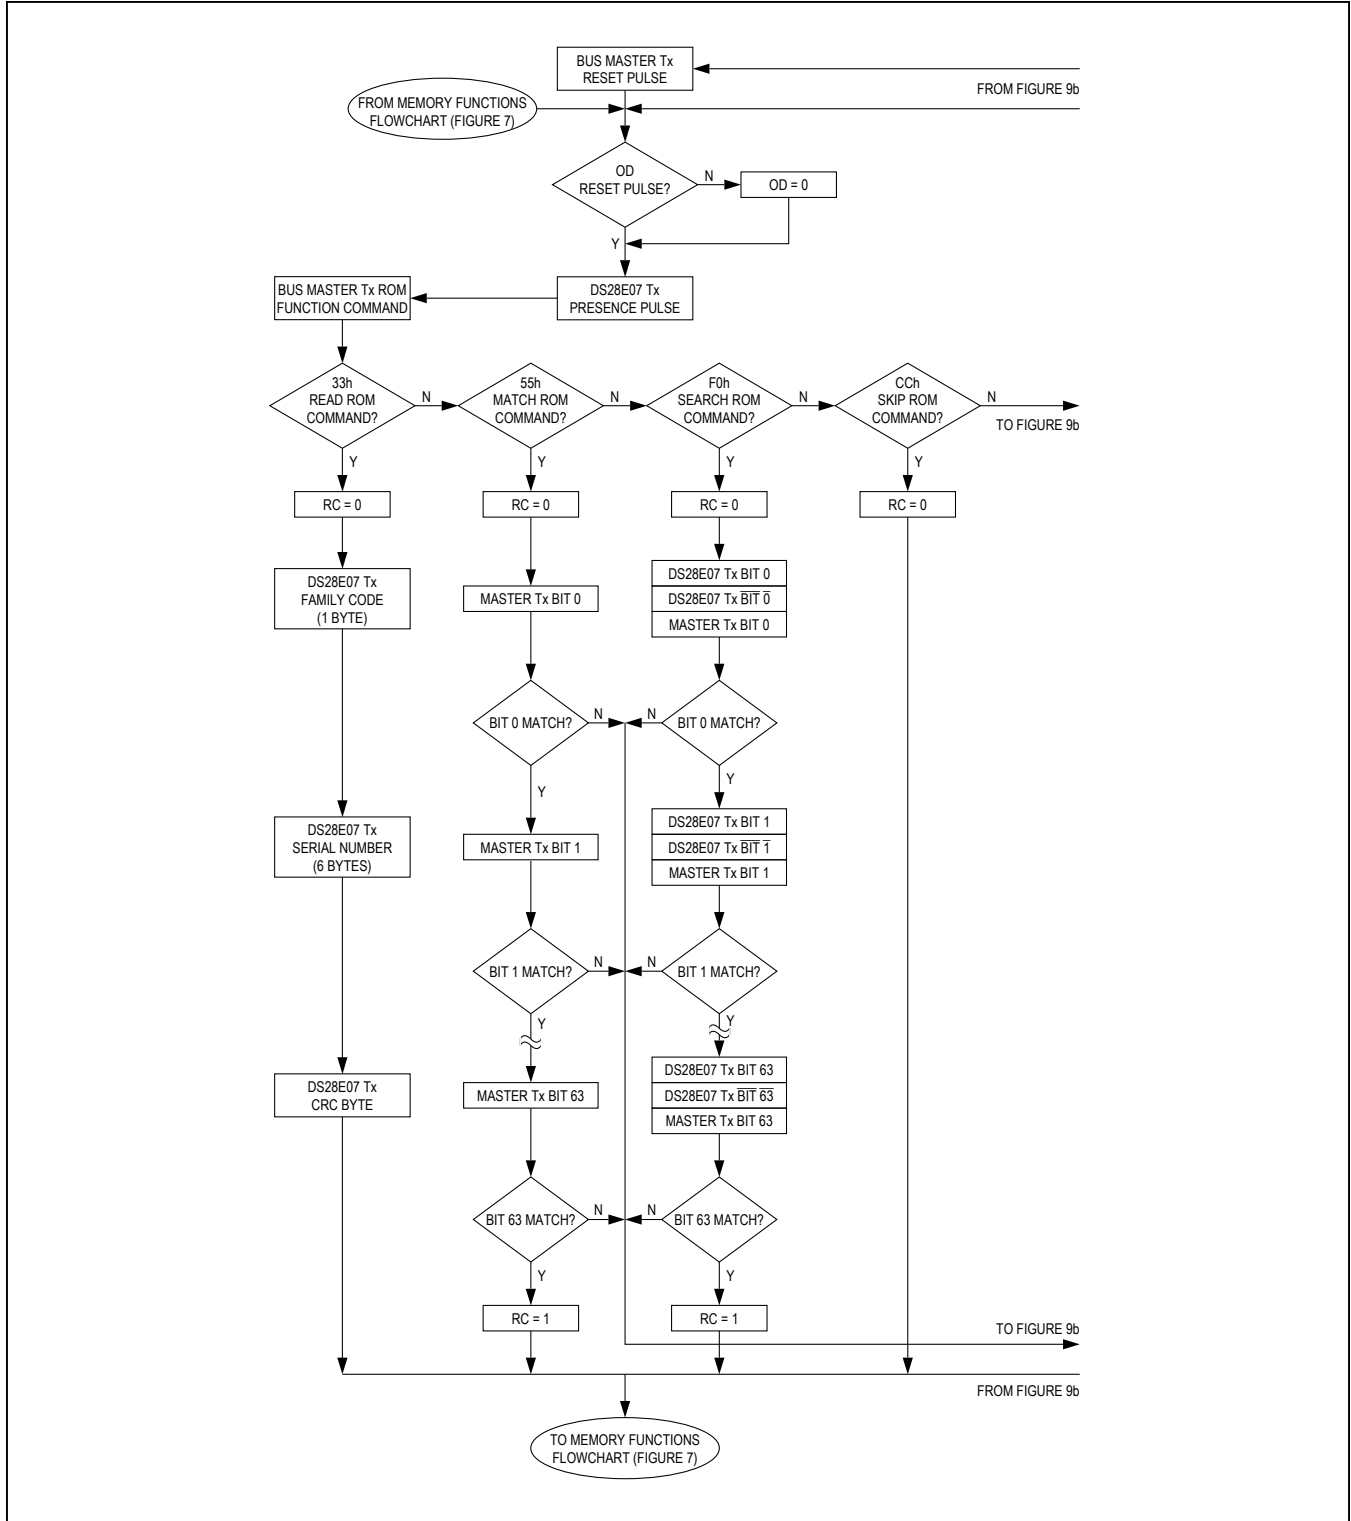 BUS MASTER Tx
RESET PULSE
FROM FIGURE 9b
FROM MEMORY FUNCTIONS
FLOWCHART (FIGURE 7)
OD
RESET PULSE?
N
OD = 0
Y
BUS MASTER Tx ROM
FUNCTION COMMAND
DS28E07 Tx
PRESENCE PULSE
33h
READ ROM
COMMAND?
N
55h
MATCH ROM
COMMAND?
N
F0h
SEARCH ROM
COMMAND?
N
CCh
SKIP ROM
COMMAND?
N
TO FIGURE 9b
Y
Y
Y
Y
RC = 0
RC = 0
RC = 0
RC = 0
DS28E07 Tx
FAMILY CODE
(1 BYTE)
MASTER Tx BIT 0
DS28E07 Tx BIT 0
DS28E07 Tx B̅I̅T̅ 0̅
MASTER Tx BIT 0
BIT 0 MATCH?
N
N
BIT 0 MATCH?
Y
Y
DS28E07 Tx
SERIAL NUMBER
(6 BYTES)
MASTER Tx BIT 1
DS28E07 Tx BIT 1
DS28E07 Tx B̅I̅T̅ 1̅
MASTER Tx BIT 1
BIT 1 MATCH?
N
N
BIT 1 MATCH?
Y
Y
DS28E07 Tx
CRC BYTE
MASTER Tx BIT 63
DS28E07 Tx BIT 63
DS28E07 Tx B̅I̅T̅ 6̅3̅
MASTER Tx BIT 63
BIT 63 MATCH?
N
N
BIT 63 MATCH?
Y
Y
RC = 1
RC = 1
TO FIGURE 9b
FROM FIGURE 9b
TO MEMORY FUNCTIONS
FLOWCHART (FIGURE 7)